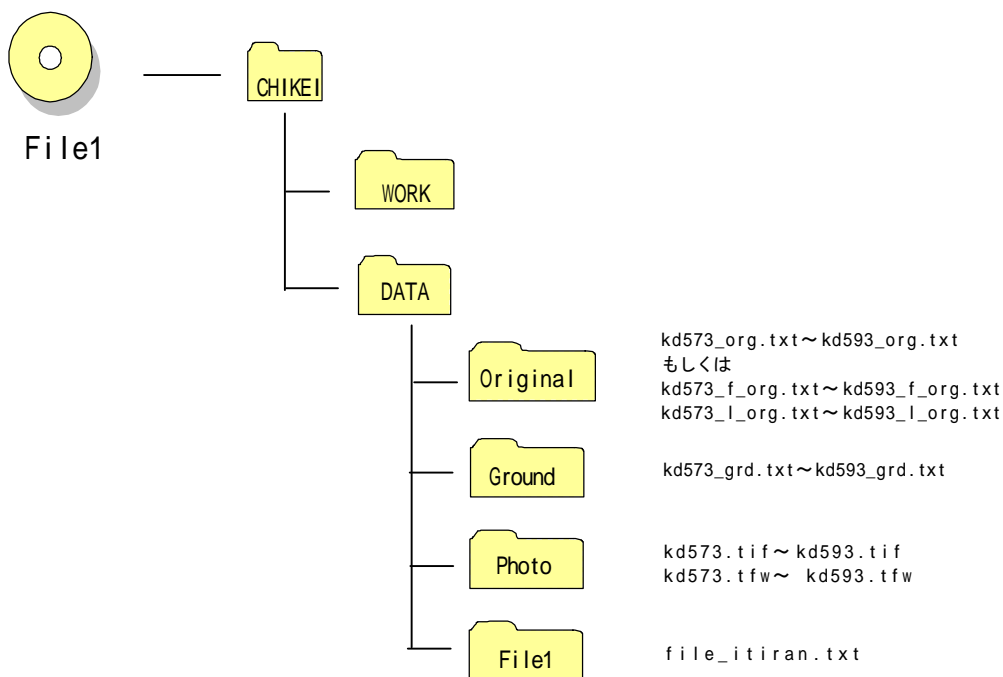 File1
CHIKEI
WORK
DATA
Original
kd573_org.txt～kd593_org.txt
もしくは
kd573_f_org.txt～kd593_f_org.txt
kd573_l_org.txt～kd593_l_org.txt
Ground
kd573_grd.txt～kd593_grd.txt
Photo
kd573.tif～kd593.tif
kd573.tfw～ kd593.tfw
File1
file_itiran.txt